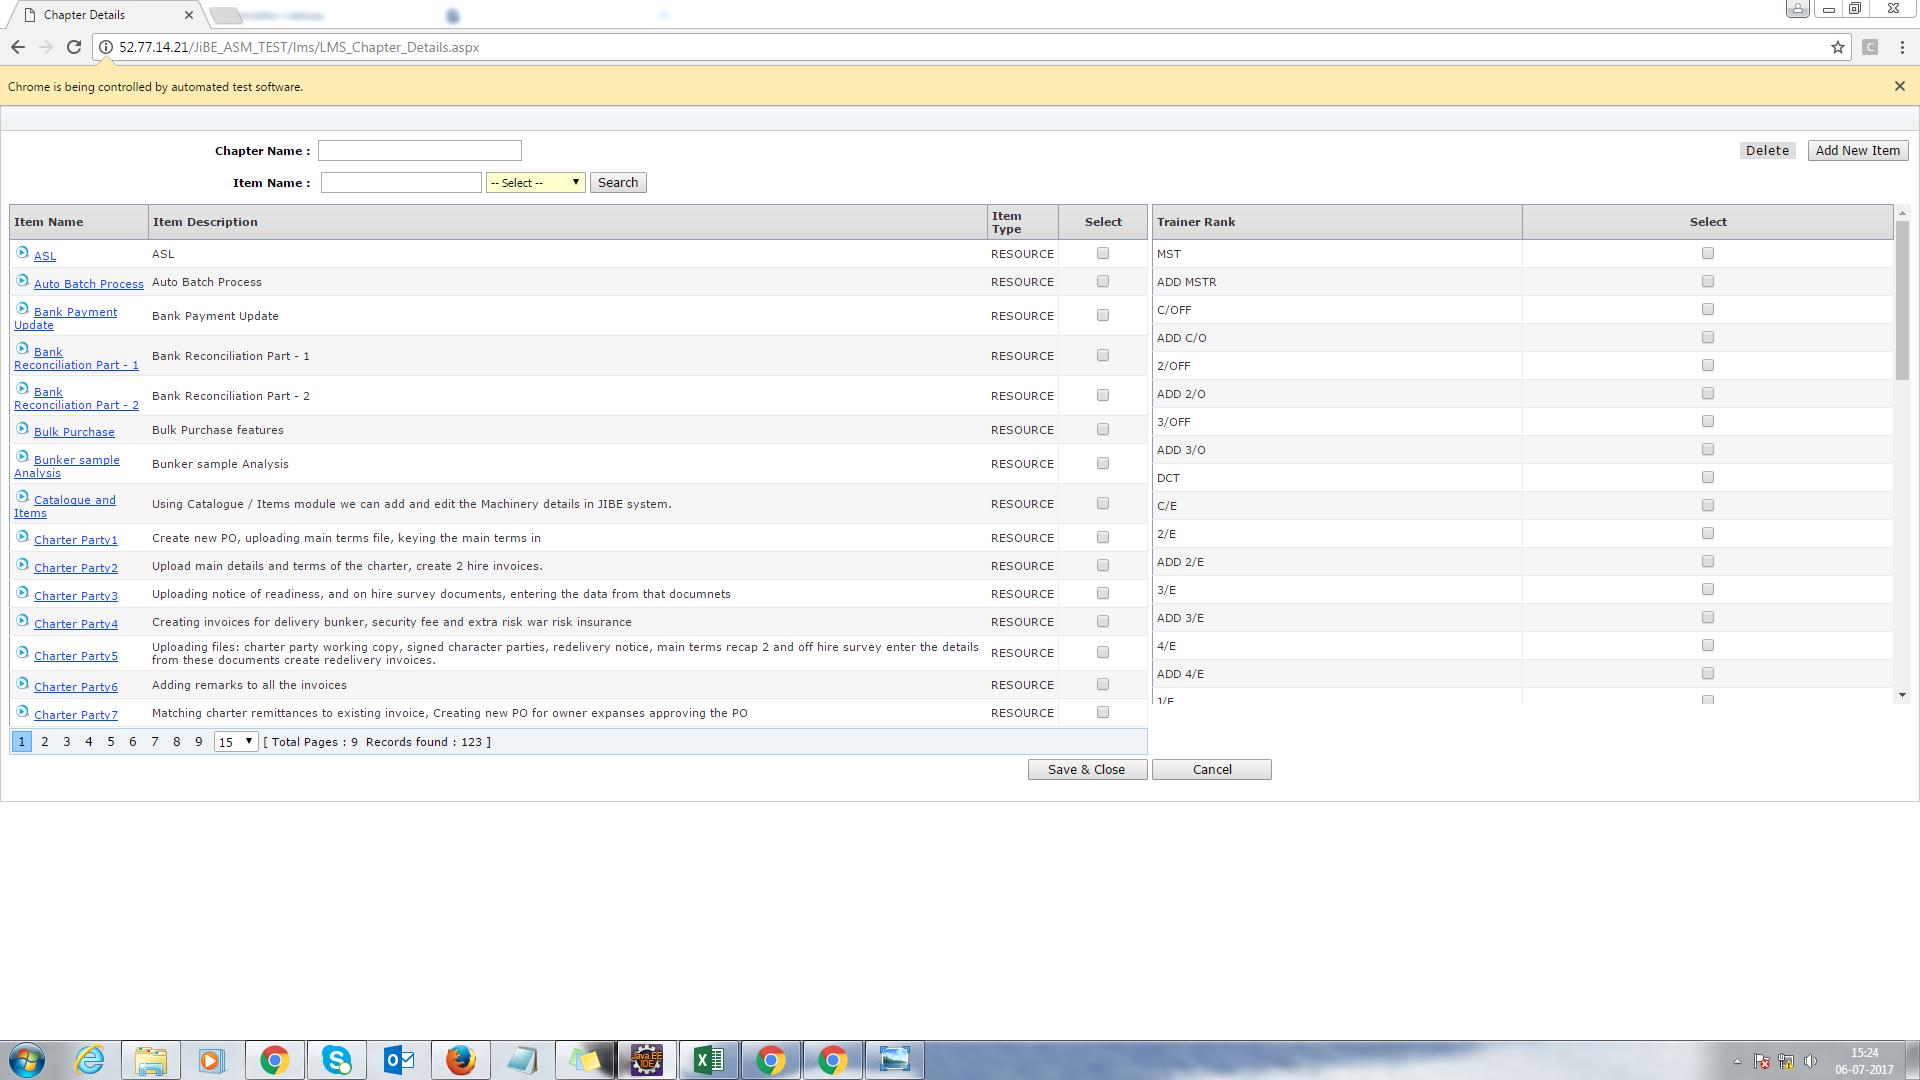 Chapter Details
52.77.14.21/JiBE_ASM_TEST/lms/LMS_Chapter_Details.aspx
C
Chrome is being controlled by automated test software.
Chapter Name :
Delete
Add New Item
Item Name :
-- Select --
Search
Item Name Item Description Item Type Select
ASL ASL RESOURCE
Auto Batch Process Auto Batch Process RESOURCE
Bank Payment Update Bank Payment Update RESOURCE
Bank Reconciliation Part - 1 Bank Reconciliation Part - 1 RESOURCE
Bank Reconciliation Part - 2 Bank Reconciliation Part - 2 RESOURCE
Bulk Purchase Bulk Purchase features RESOURCE
Bunker sample Analysis Bunker sample Analysis RESOURCE
Catalogue and Items Using Catalogue / Items module we can add and edit the Machinery details in JIBE system. RESOURCE
Charter Party1 Create new PO, uploading main terms file, keying the main terms in RESOURCE
Charter Party2 Upload main details and terms of the charter, create 2 hire invoices. RESOURCE
Charter Party3 Uploading notice of readiness, and on hire survey documents, entering the data from that documnets RESOURCE
Charter Party4 Creating invoices for delivery bunker, security fee and extra risk war risk insurance RESOURCE
Charter Party5 Uploading files: charter party working copy, signed character parties, redelivery notice, main terms recap 2 and off hire survey enter the details from these documents create redelivery invoices. RESOURCE
Charter Party6 Adding remarks to all the invoices RESOURCE
Charter Party7 Matching charter remittances to existing invoice, Creating new PO for owner expanses approving the PO RESOURCE
1 2 3 4 5 6 7 8 9 15 [ Total Pages : 9 Records found : 123 ]
Trainer Rank Select
MST
ADD MSTR
C/OFF
ADD C/O
2/OFF
ADD 2/O
3/OFF
ADD 3/O
DCT
C/E
2/E
ADD 2/E
3/E
ADD 3/E
4/E
ADD 4/E
Save & Close
Cancel
Java EE
IDE
15:24
06-07-2017